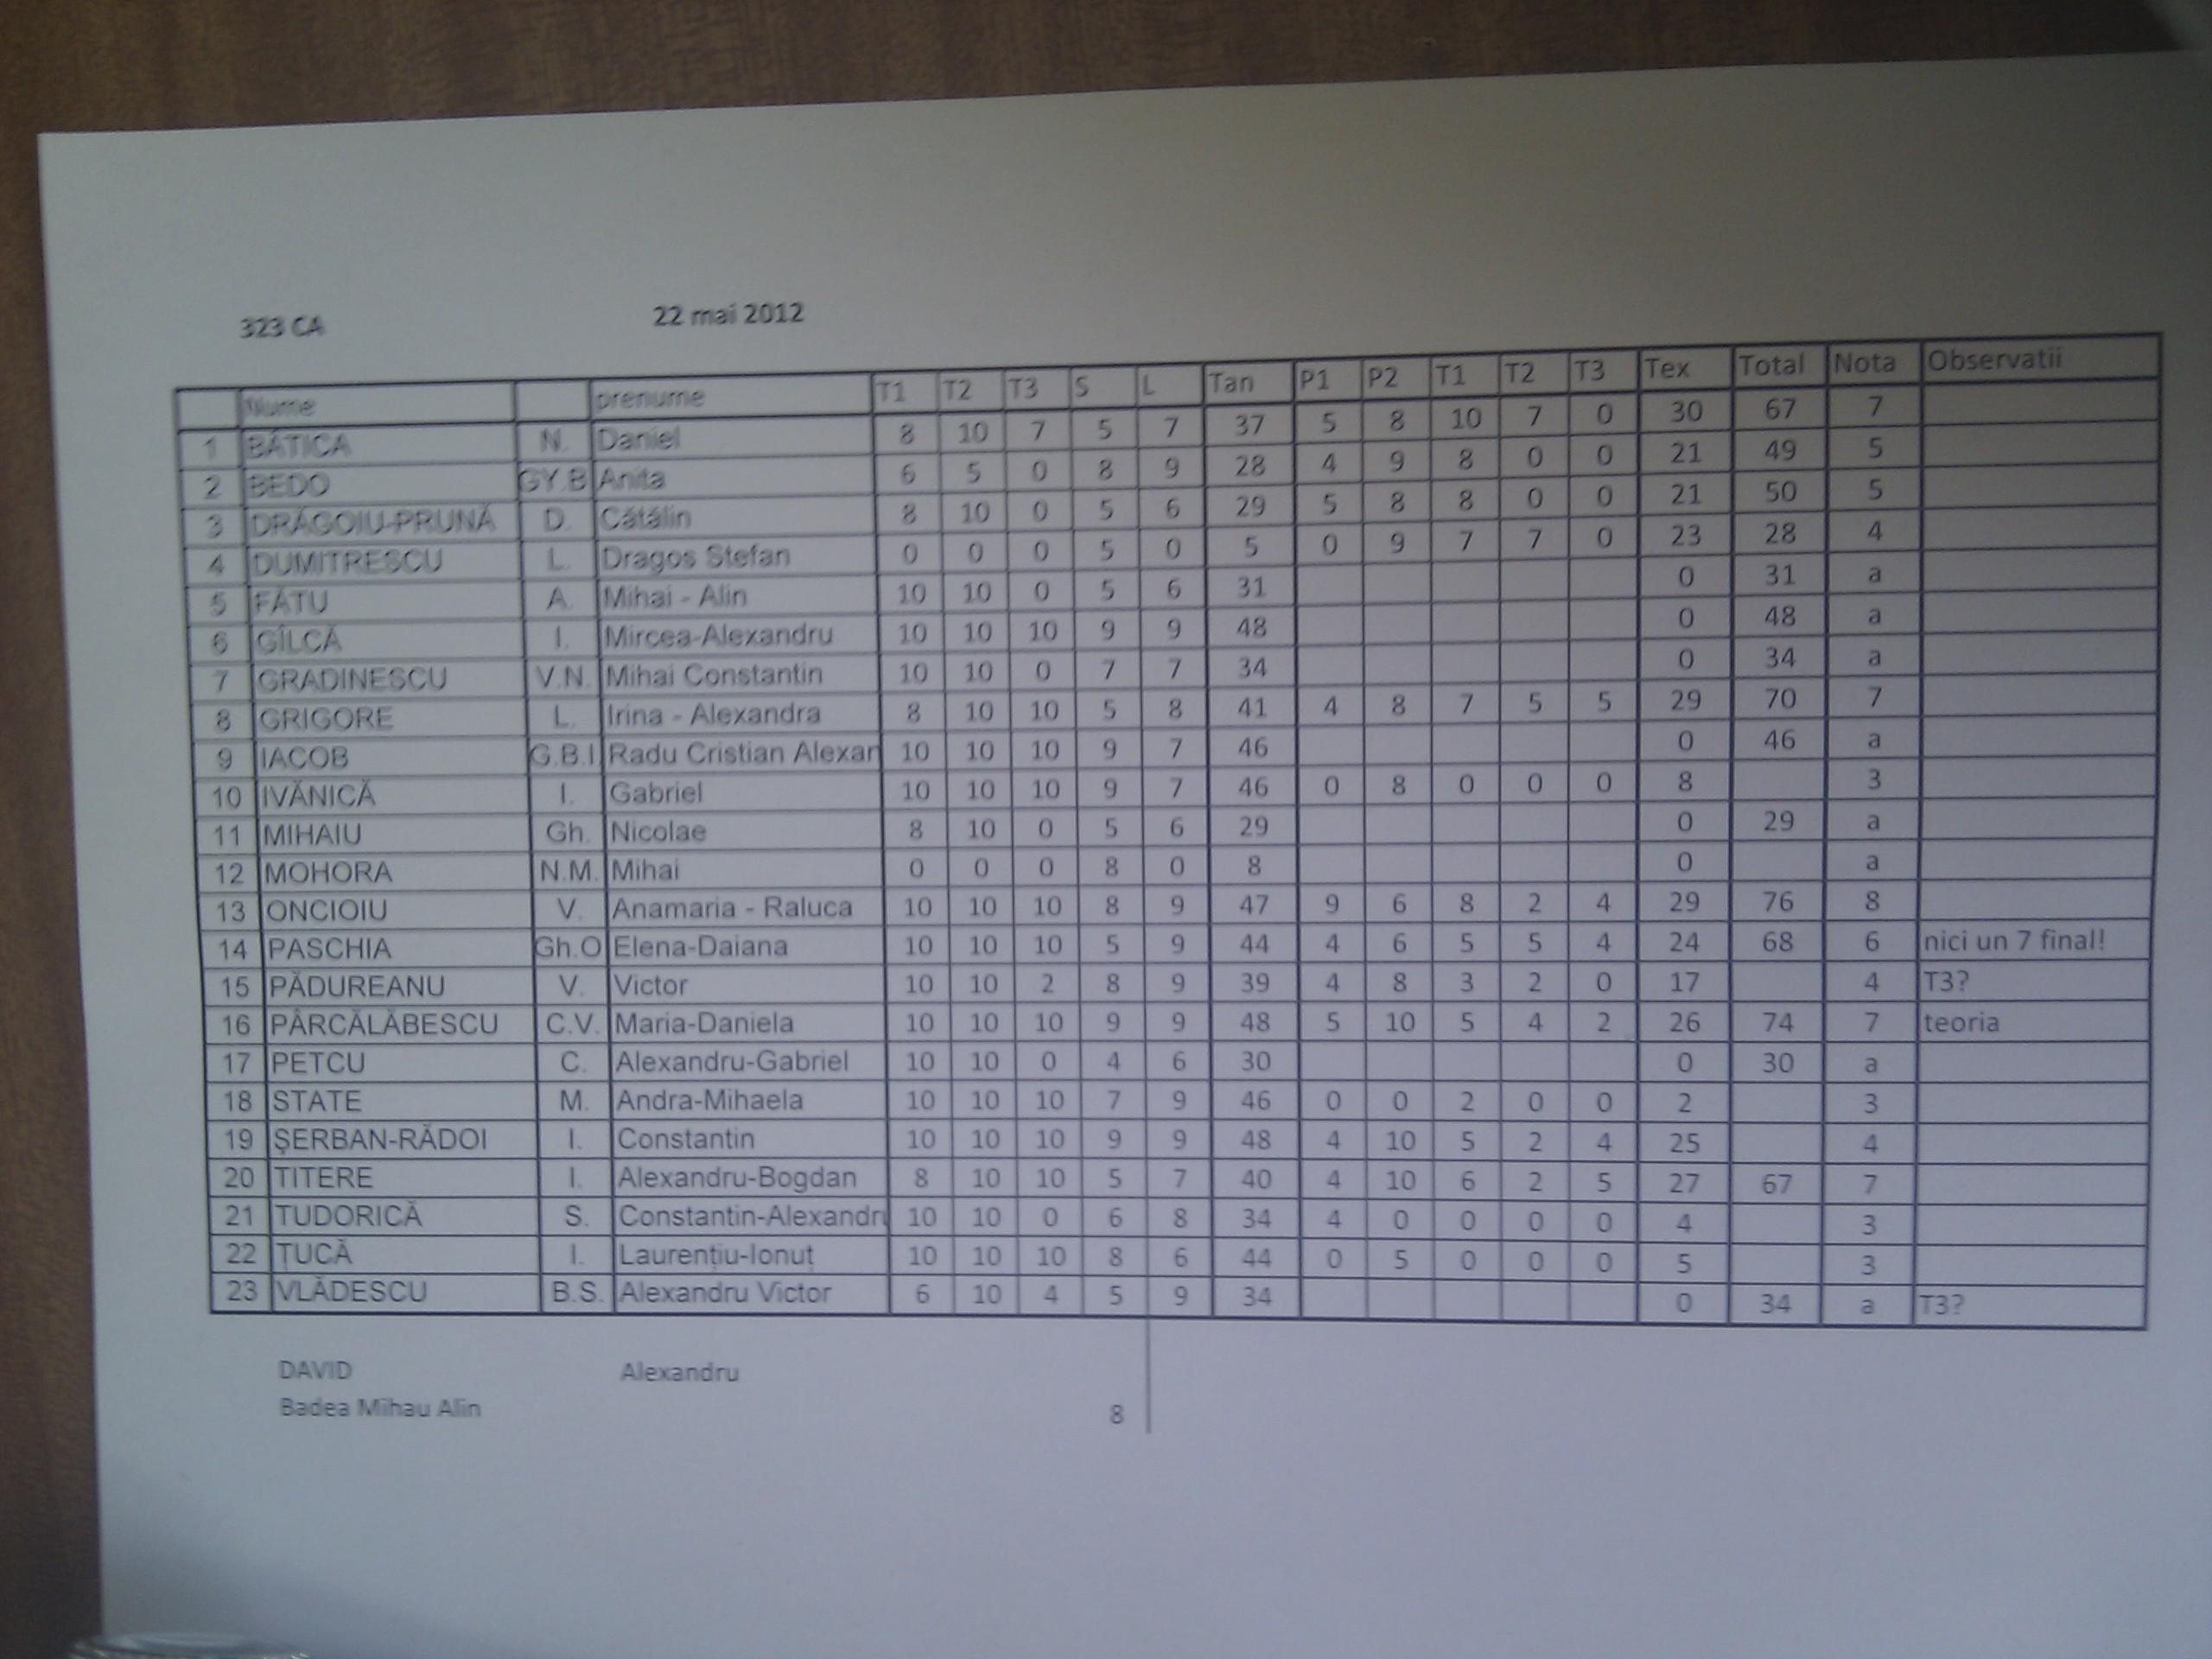 323 CA 22 mai 2012
Nume prenume T1 T2 T3 S L Tan P1 P2 T1 T2 T3 Tex Total Nota Observatii
1 BĂTICA N. Daniel 8 10 7 5 7 37 5 8 10 7 0 30 67 7
2 BEDO GY.B Anita 6 5 0 8 9 28 4 9 8 0 0 21 49 5
3 DRĂGOIU-PRUNĂ D. Cătălin 8 10 0 5 6 29 5 8 8 0 0 21 50 5
4 DUMITRESCU L. Dragos Stefan 0 0 0 5 0 5 0 9 7 7 0 23 28 4
5 FĂTU A. Mihai - Alin 10 10 0 5 6 31 0 31 a
6 GÎLCĂ I. Mircea-Alexandru 10 10 10 9 9 48 0 48 a
7 GRADINESCU V.N. Mihai Constantin 10 10 0 7 7 34 0 34 a
8 GRIGORE L. Irina - Alexandra 8 10 10 5 8 41 4 8 7 5 5 29 70 7
9 IACOB G.B.I Radu Cristian Alexan 10 10 10 9 7 46 0 46 a
10 IVĂNICĂ I. Gabriel 10 10 10 9 7 46 0 8 0 0 0 8 3
11 MIHAIU Gh. Nicolae 8 10 0 5 6 29 0 29 a
12 MOHORA N.M. Mihai 0 0 0 8 0 8 0 a
13 ONCIOIU V. Anamaria - Raluca 10 10 10 8 9 47 9 6 8 2 4 29 76 8
14 PASCHIA Gh.O Elena-Daiana 10 10 10 5 9 44 4 6 5 5 4 24 68 6 nici un 7 final!
15 PĂDUREANU V. Victor 10 10 2 8 9 39 4 8 3 2 0 17 4 T3?
16 PÂRCĂLĂBESCU C.V. Maria-Daniela 10 10 10 9 9 48 5 10 5 4 2 26 74 7 teoria
17 PETCU C. Alexandru-Gabriel 10 10 0 4 6 30 0 30 a
18 STATE M. Andra-Mihaela 10 10 10 7 9 46 0 0 2 0 0 2 3
19 ŞERBAN-RĂDOI I. Constantin 10 10 10 9 9 48 4 10 5 2 4 25 4
20 TITERE I. Alexandru-Bogdan 8 10 10 5 7 40 4 10 6 2 5 27 67 7
21 TUDORICĂ S. Constantin-Alexandru 10 10 0 6 8 34 4 0 0 0 0 4 3
22 ŢUCĂ I. Laurenţiu-Ionuţ 10 10 10 8 6 44 0 5 0 0 0 5 3
23 VLĂDESCU B.S. Alexandru Victor 6 10 4 5 9 34 0 34 a T3?
DAVID Alexandru
Badea Mihau Alin 8